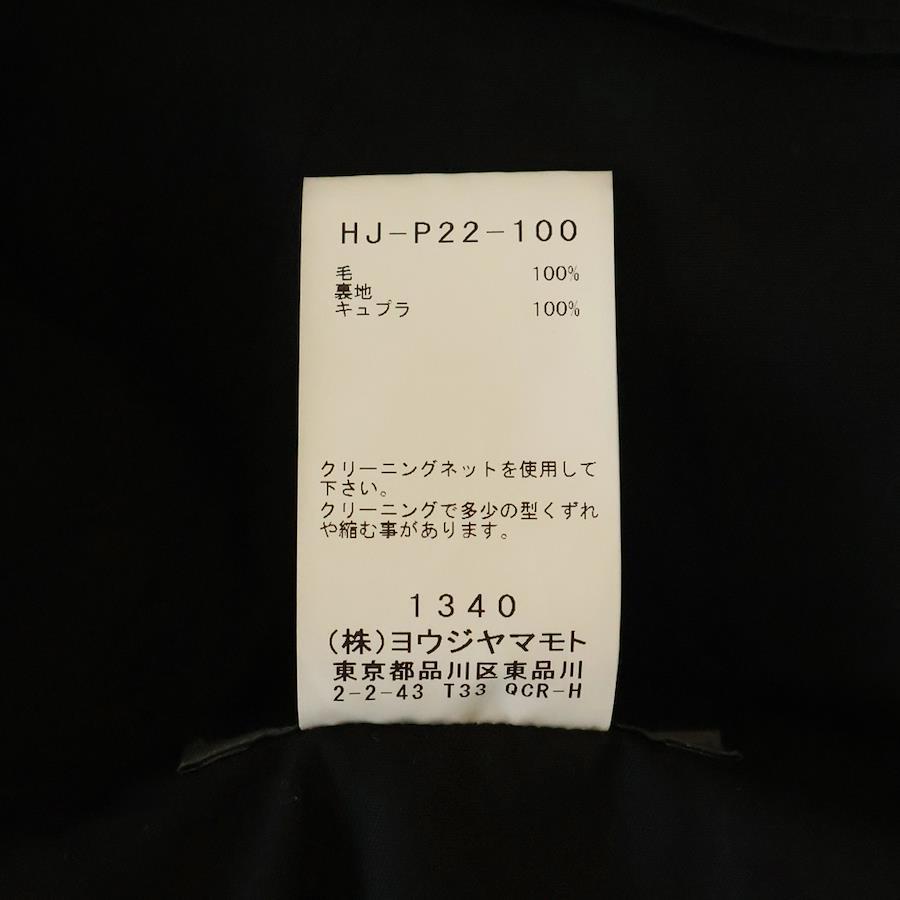 HJ-P22-100
毛 100%
裏地
キュプラ 100%
クリーニングネットを使用して
下さい。
クリーニングで多少の型くずれ
や縮む事があります。
1340
(株)ヨウジヤマモト
東京都品川区東品川
2-2-43 T33 QCR-H